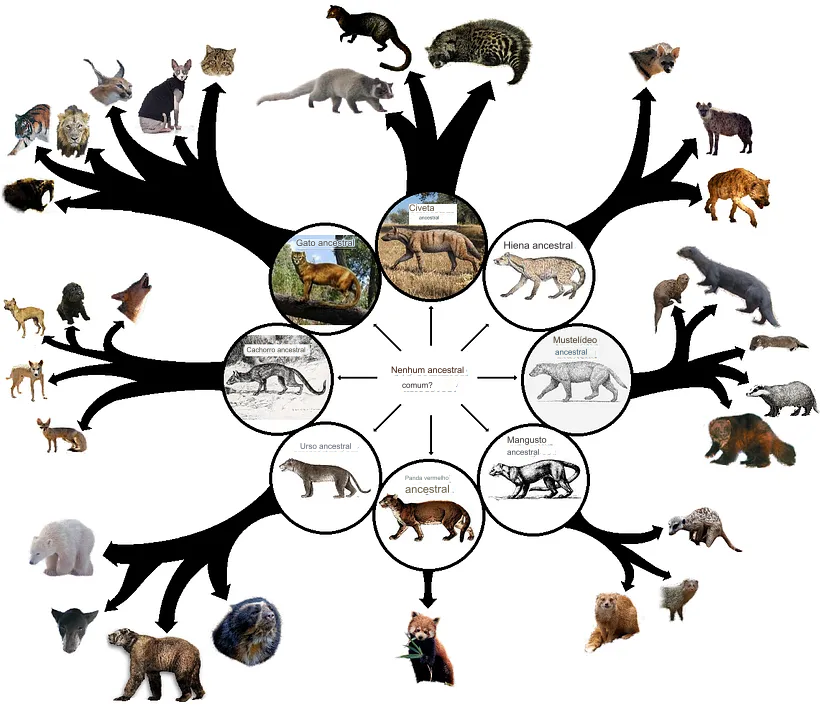 Civeta
ancestral
Gato ancestral
Hiena ancestral
Cachorro ancestral
Mustelídeo
ancestral
Nenhum ancestral
comum?
Urso ancestral
Mangusto
ancestral
Panda vermelho
ancestral